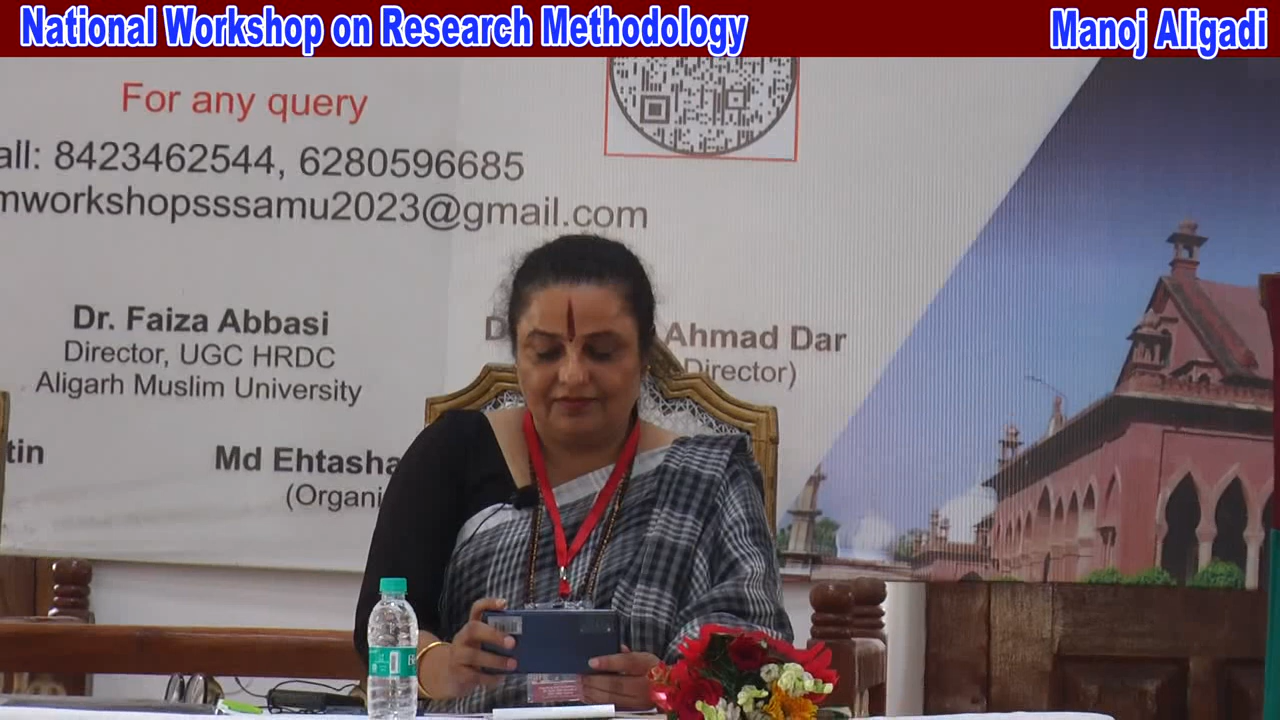 National Workshop on Research Methodology
Manoj Aligadi
For any query
all: 8423462544, 6280596685
mworkshopsssamu2023@gmail.com
Dr. Faiza Abbasi
Director, UGC HRDC
Aligarh Muslim University
D
Ahmad Dar
Director)
tin
Md Ehtasha
(Organi